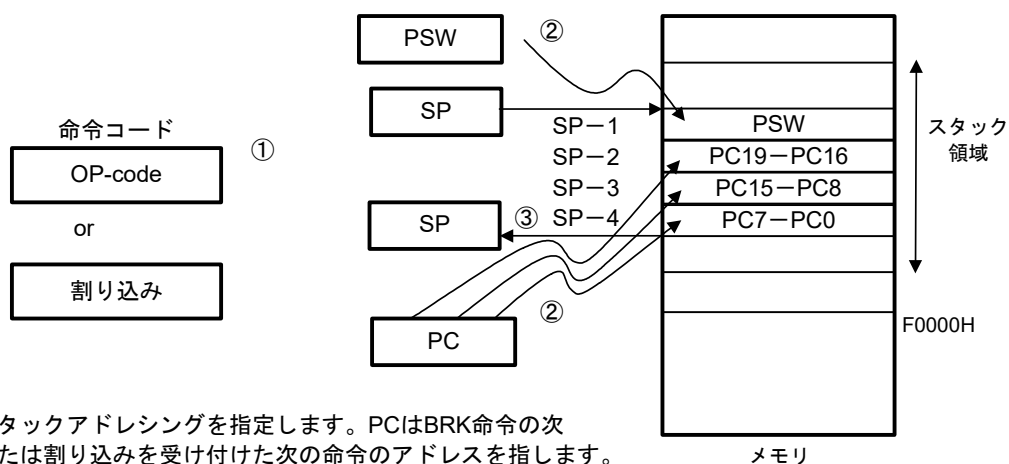 PSW
②
SP
SP－1
PSW
スタック
領域
命令コード
①
SP－2
PC19－PC16
OP-code
SP－3
PC15－PC8
SP
③
SP－4
PC7－PC0
or
割り込み
②
PC
F0000H
タックアドレシングを指定します。PCはBRK命令の次
たは割り込みを受け付けた次の命令のアドレスを指します。
メモリ